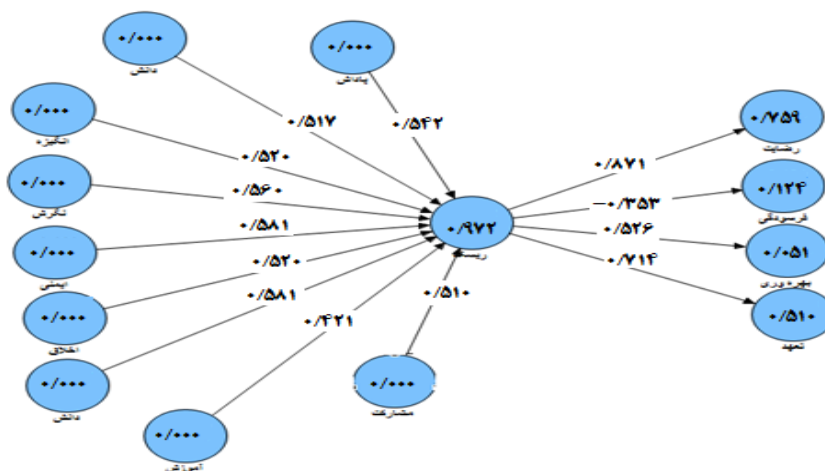 ۰/۰۰۰
دانش
۰/۰۰۰
پاداش
۰/۰۰۰
انگیزه
۰/۰۰۰
نگرش
۰/۰۰۰
ایمنی
۰/۰۰۰
اخلاق
۰/۰۰۰
دانش
۰/۰۰۰
آموزش
۰/۰۰۰
مشارکت
۰/۵۱۷
۰/۵۴۲
۰/۵۲۰
۰/۵۶۰
۰/۵۸۱
۰/۵۲۰
۰/۵۸۱
۰/۴۲۱
۰/۵۱۰
۰/۹۷۲
۰/۸۷۱
-۰/۳۵۳
۰/۵۲۶
۰/۷۱۴
۰/۷۵۹
رضایت
۰/۱۲۴
فرسودگی
۰/۰۵۱
بهره وری
۰/۵۱۰
تعهد